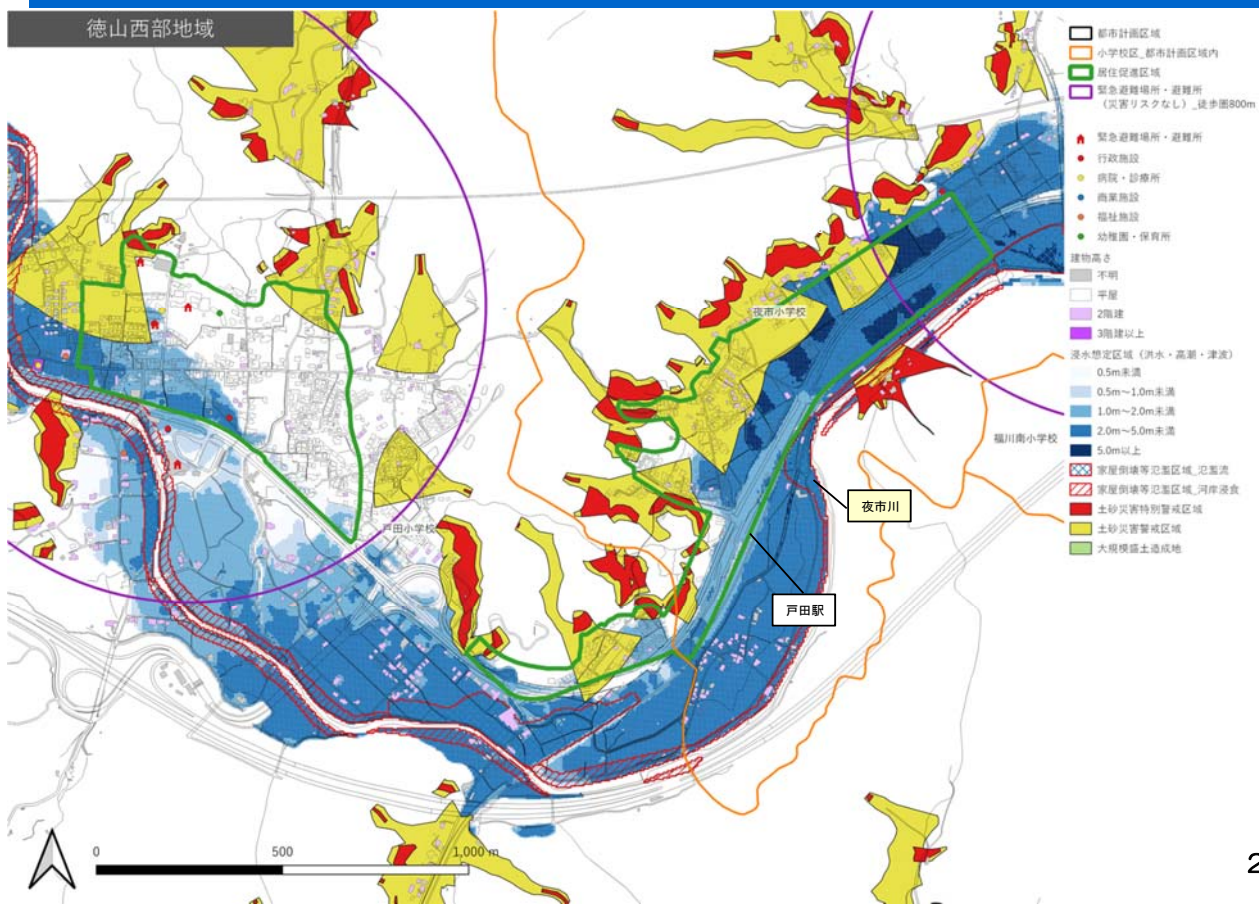 徳山西部地域
都市計画区域
小学校区_都市計画区域内
居住促進区域
緊急避難場所・避難所
（災害リスクなし）_徒歩圏800m
緊急避難場所・避難所
行政施設
病院・診療所
商業施設
福祉施設
幼稚園・保育所
建物高さ
不明
平屋
2階建
3階建以上
浸水想定区域（洪水・高潮・津波）
0.5m未満
0.5m～1.0m未満
1.0m～2.0m未満
2.0m～5.0m未満
5.0m以上
家屋倒壊等氾濫区域_氾濫流
家屋倒壊等氾濫区域_河岸浸食
土砂災害特別警戒区域
土砂災害警戒区域
大規模盛土造成地
夜市小学校
福川南小学校
夜市川
戸田小学校
戸田駅
0 500 1,000 m
2